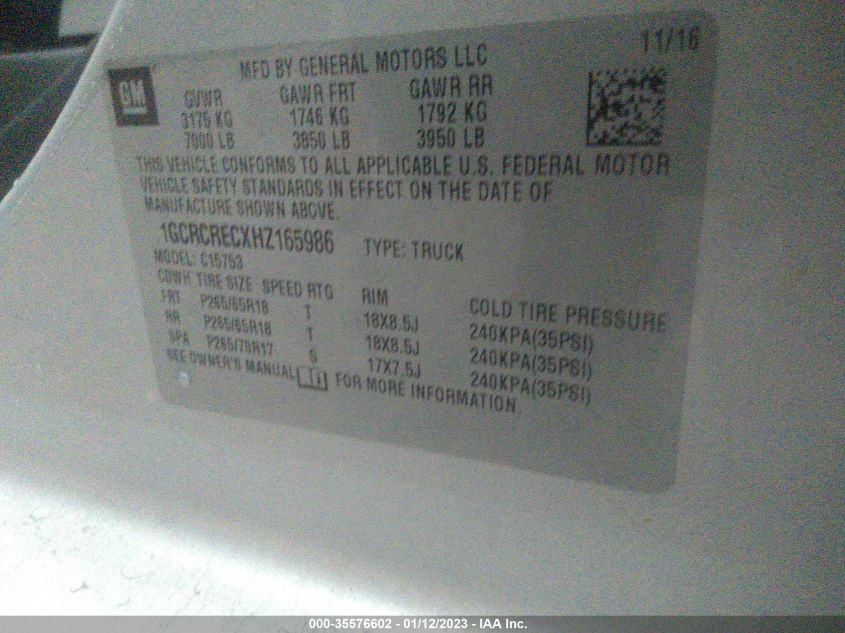 11/16
MFD BY GENERAL MOTORS LLC
GM
GVWR GAWR FRT GAWR RR
3175 KG 1746 KG 1792 KG
7000 LB 3850 LB 3950 LB
THIS VEHICLE CONFORMS TO ALL APPLICABLE U.S. FEDERAL MOTOR
VEHICLE SAFETY STANDARDS IN EFFECT ON THE DATE OF
MANUFACTURE SHOWN ABOVE.
1GCRCRECXHZ165986 TYPE: TRUCK
MODEL: C15753
CDWH TIRE SIZE SPEED RTG RIM COLD TIRE PRESSURE
FRT P265/65R18 T 18X8.5J 240KPA(35PSI)
RR P265/65R18 T 18X8.5J 240KPA(35PSI)
SPA P265/70R17 S 17X7.5J 240KPA(35PSI)
SEE OWNER'S MANUAL FOR MORE INFORMATION.
000-35576602 - 01/12/2023 - IAA Inc.